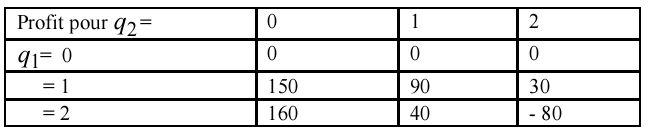 Profit pour q₂= 0 1 2
q₁= 0 0 0 0
= 1 150 90 30
= 2 160 40 - 80